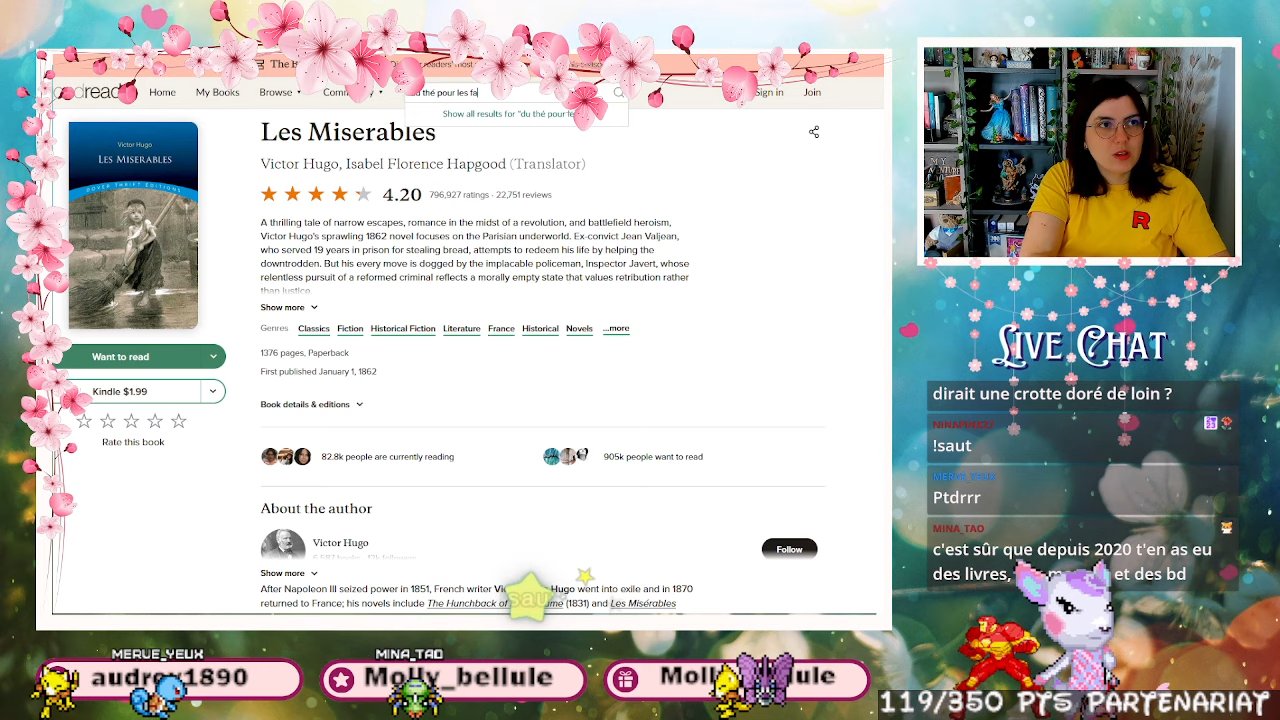 Home
My Books
Browse
du thé pour les fa
Sign in
Join
Show all results for "du thé pour
Victor Hugo
LES MISERABLES
DOVER THRIFT EDITIONS
Les Miserables
Victor Hugo, Isabel Florence Hapgood (Translator)
4.20 796,927 ratings · 22,751 reviews
A thrilling tale of narrow escapes, romance in the midst of a revolution, and battlefield heroism,
Victor Hugo's sprawling 1862 novel focuses on the Parisian underworld. Ex-convict Jean Valjean,
who served 19 years in prison for stealing bread, attempts to redeem his life by helping the
downtrodden. But his every move is dogged by the implacable policeman, Inspector Javert, whose
relentless pursuit of a reformed criminal reflects a morally empty state that values retribution rather
than justice.
Show more
Genres Classics Fiction Historical Fiction Literature France Historical Novels ...more
1376 pages, Paperback
First published January 1, 1862
Book details & editions
Want to read
Kindle $1.99
Rate this book
82.8k people are currently reading
905k people want to read
About the author
Victor Hugo
Follow
Show more
After Napoleon III seized power in 1851, French writer Hugo went into exile and in 1870
returned to France; his novels include The Hunchback of (1831) and Les Misérables
R
LIVE CHAT
dirait une crotte doré de loin ?
!saut
MERVE_YEUX
Ptdrrr
MINA_TAO
c'est sûr que depuis 2020 t'en as eu
des livres, et des bd
MERVE_YEUX
MINA_TAO
Molly_bellule
119/350 PTS PARTENARIAT